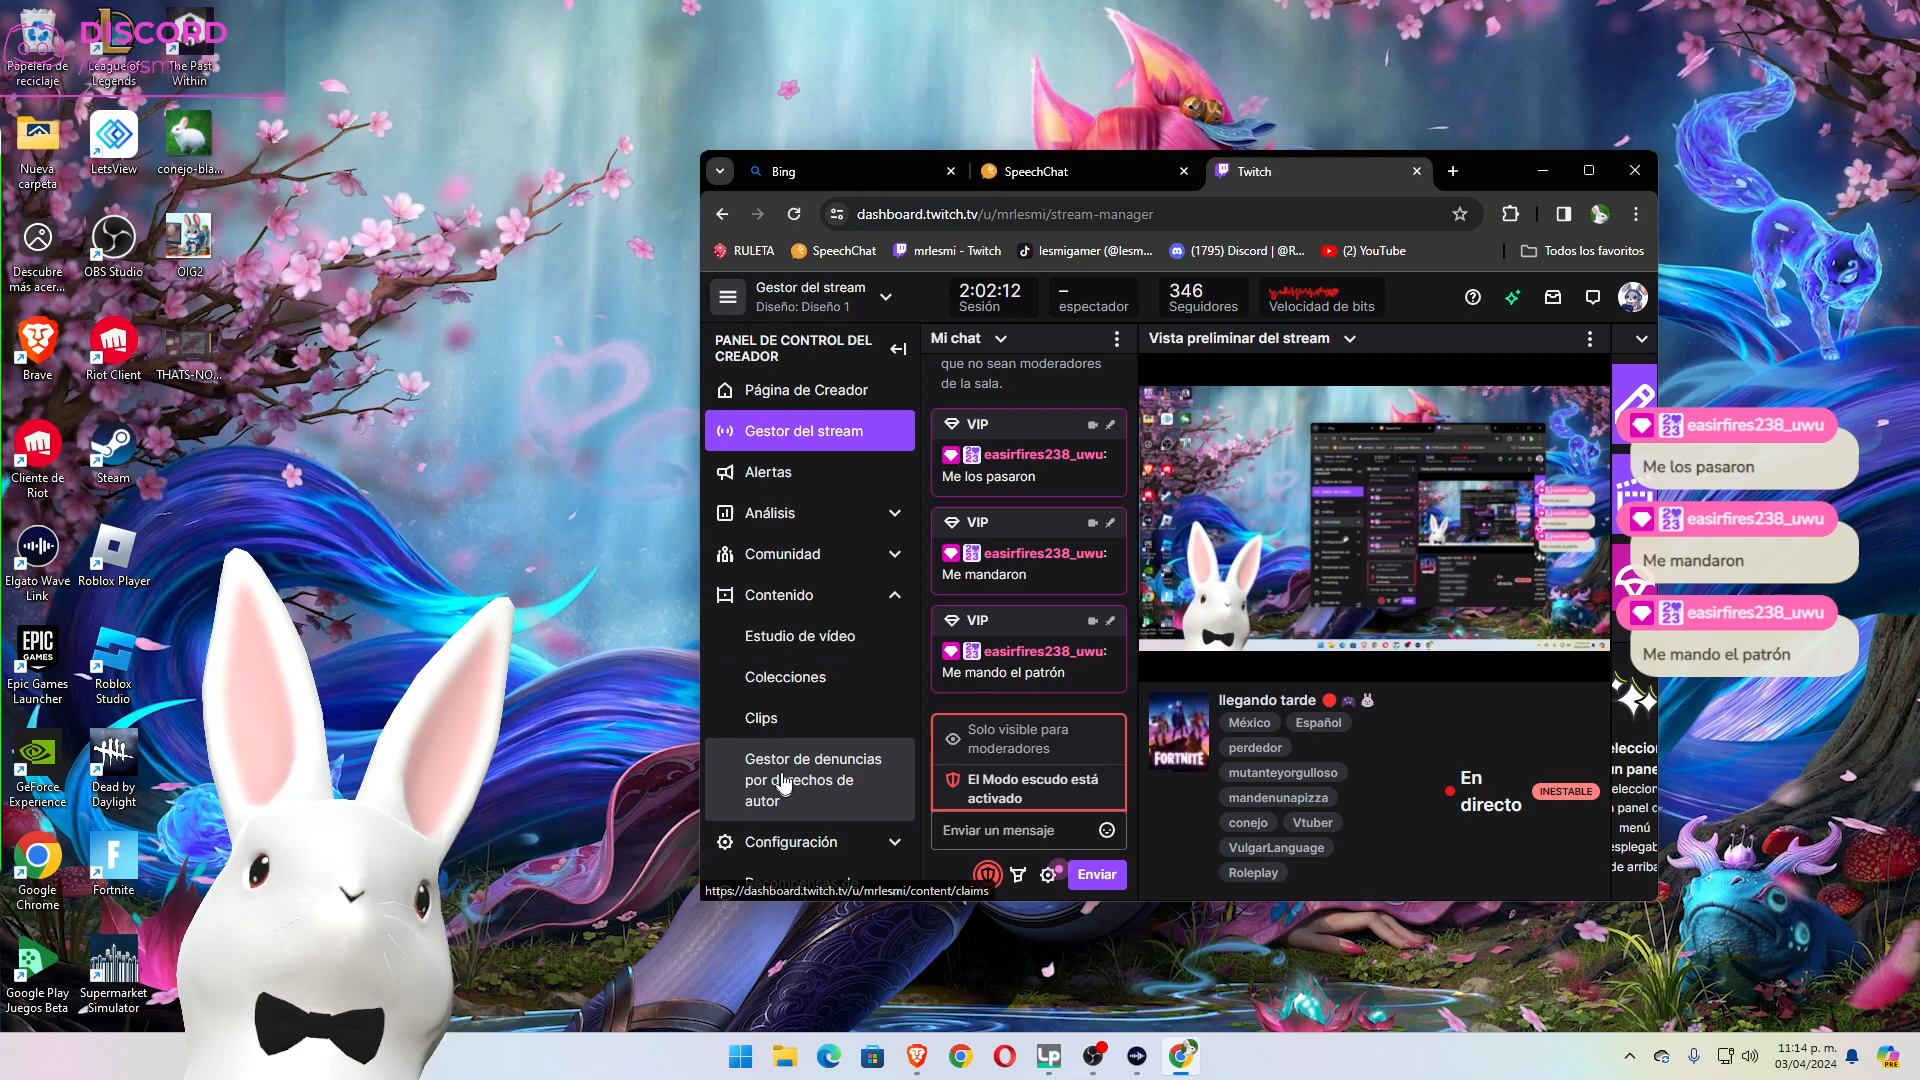 DISCORD
Papelera de
reciclaje
League of
Legends
The Past
Within
Nueva
carpeta
LetsView
conejo-bla...
Descubre
más acer...
OBS Studio
OIG2
Brave
Riot Client
THATS-NO...
Cliente de
Riot
Steam
Elgato Wave
Link
Roblox Player
Epic Games
Launcher
Roblox
Studio
GeForce
Experience
Dead by
Daylight
Google
Chrome
Fortnite
Google Play
Juegos Beta
Supermarket
Simulator
Bing
SpeechChat
Twitch
dashboard.twitch.tv/u/mrlesmi/stream-manager
RULETA
SpeechChat
mrlesmi - Twitch
lesmigamer (@lesm...
(1795) Discord | @R...
(2) YouTube
Todos los favoritos
Gestor del stream
Diseño: Diseño 1
2:02:12
Sesión
–
espectador
346
Seguidores
Velocidad de bits
PANEL DE CONTROL DEL
CREADOR
Página de Creador
Gestor del stream
Alertas
Análisis
Comunidad
Contenido
Estudio de vídeo
Colecciones
Clips
Gestor de denuncias
por derechos de
autor
Configuración
https://dashboard.twitch.tv/u/mrlesmi/content/claims
Mi chat
que no sean moderadores
de la sala.
VIP
easirfires238_uwu:
Me los pasaron
VIP
easirfires238_uwu:
Me mandaron
VIP
easirfires238_uwu:
Me mando el patrón
Solo visible para
moderadores
El Modo escudo está
activado
Enviar un mensaje
Enviar
Vista preliminar del stream
llegando tarde
México
Español
perdedor
mutanteyorgulloso
mandenunapizza
conejo
Vtuber
VulgarLanguage
Roleplay
FORTNITE
En
directo
INESTABLE
eleccion
un panel
eleccion
menú
esplegab
de arriba
easirfires238_uwu
Me los pasaron
easirfires238_uwu
Me mandaron
easirfires238_uwu
Me mando el patrón
11:14 p. m.
03/04/2024